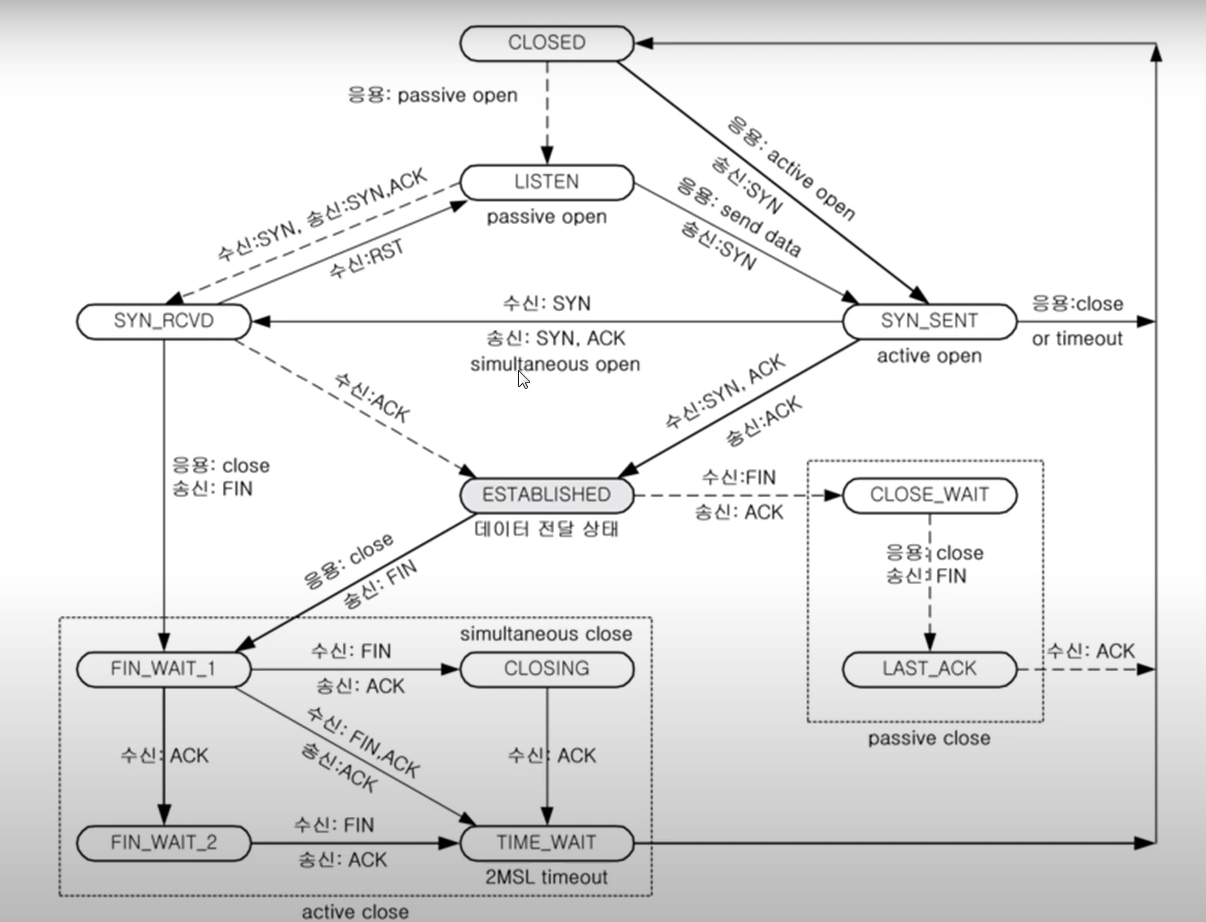 CLOSED
응용: passive open
응용: active open
송신:SYN
LISTEN
passive open
응용: send data
송신:SYN
수신:SYN, 송신:SYN,ACK
수신:RST
SYN_RCVD
수신: SYN
송신: SYN, ACK
simultaneous open
SYN_SENT
active open
응용:close
or timeout
수신:ACK
수신:SYN, ACK
송신:ACK
응용: close
송신: FIN
ESTABLISHED
데이터 전달 상태
수신:FIN
송신: ACK
CLOSE_WAIT
응용: close
송신: FIN
응용: close
송신: FIN
simultaneous close
FIN_WAIT_1
수신: FIN
송신: ACK
CLOSING
LAST_ACK
수신: ACK
passive close
수신: ACK
수신: FIN,ACK
송신:ACK
수신: ACK
FIN_WAIT_2
수신: FIN
송신: ACK
TIME_WAIT
2MSL timeout
active close